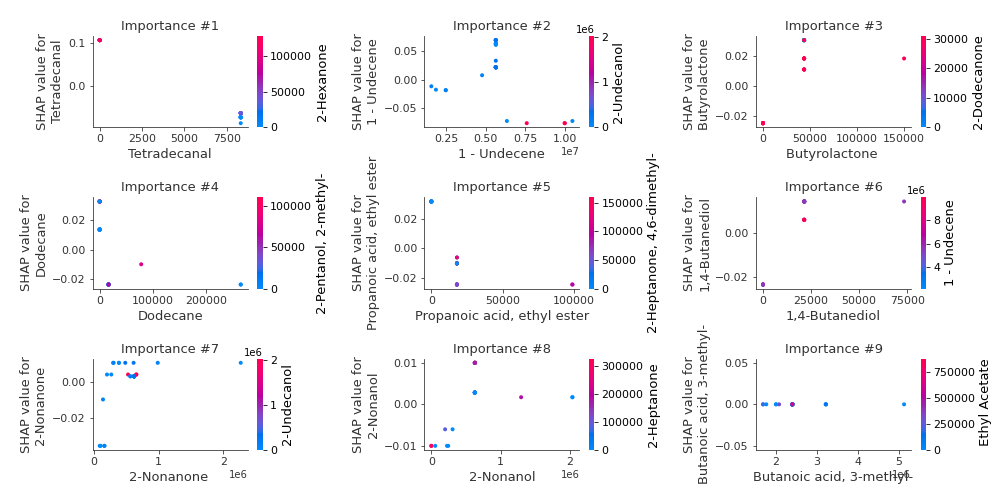 Importance #1
SHAP value for
Tetradecanal
0.1
0.0
0
2500
5000
7500
Tetradecanal
100000
50000
0
2-Hexanone
Importance #2
SHAP value for
1 - Undecene
0.05
0.00
−0.05
0.25
0.50
0.75
1.00
1e7
1 - Undecene
1e6
2
1
0
2-Undecanol
Importance #3
SHAP value for
Butyrolactone
0.02
0.00
−0.02
0
50000
100000
150000
Butyrolactone
30000
20000
10000
0
2-Dodecanone
Importance #4
SHAP value for
Dodecane
0.02
0.00
−0.02
0
100000
200000
Dodecane
100000
50000
0
2-Pentanol, 2-methyl-
Importance #5
SHAP value for
Propanoic acid, ethyl ester
0.02
0.00
−0.02
0
50000
100000
Propanoic acid, ethyl ester
150000
100000
50000
0
2-Heptanone, 4,6-dimethyl-
Importance #6
SHAP value for
1,4-Butanediol
0.00
−0.02
0
25000
50000
75000
1,4-Butanediol
1e6
8
6
4
1 - Undecene
Importance #7
SHAP value for
2-Nonanone
0.00
−0.02
0
1
2
1e6
2-Nonanone
1e6
2
1
0
2-Undecanol
Importance #8
SHAP value for
2-Nonanol
0.01
0.00
−0.01
0
1
2
1e6
2-Nonanol
300000
200000
100000
0
2-Heptanone
Importance #9
SHAP value for
Butanoic acid, 3-methyl-
0.05
0.00
−0.05
2
3
4
5
1e6
Butanoic acid, 3-methyl-
750000
500000
250000
0
Ethyl Acetate